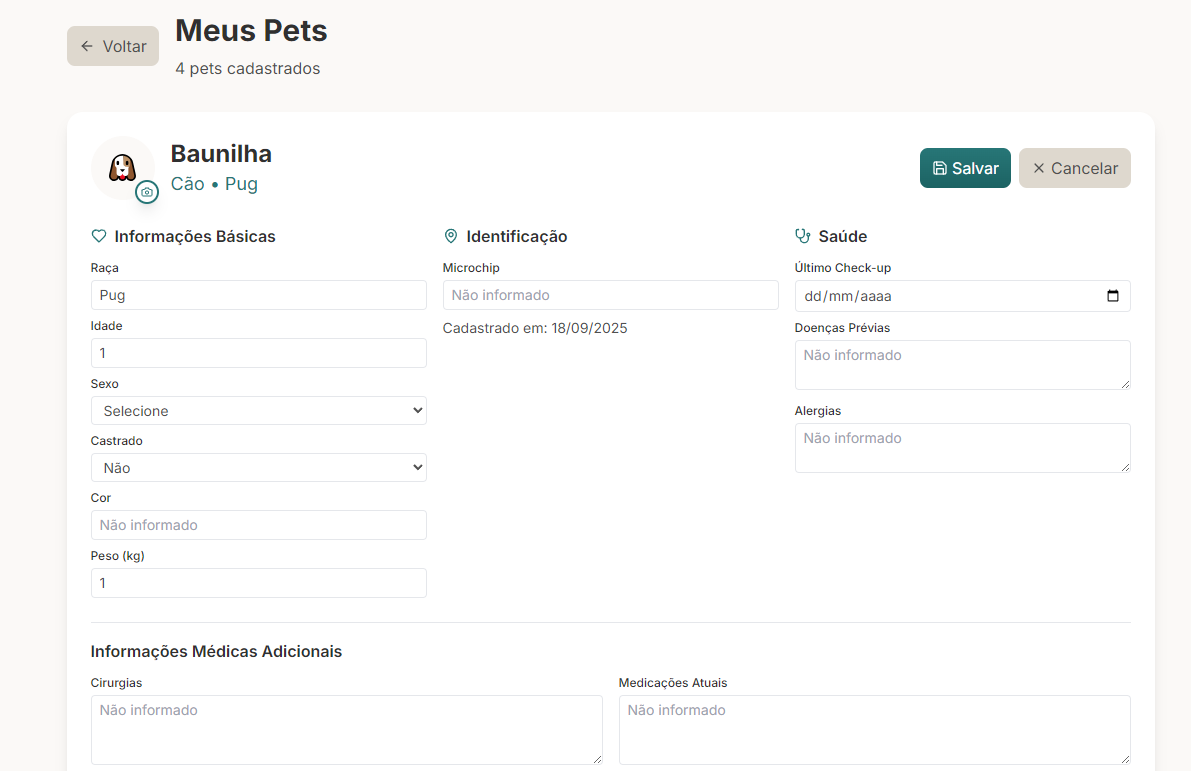 Voltar
Meus Pets
4 pets cadastrados
Baunilha
Cão • Pug
Salvar
Cancelar
Informações Básicas
Raça
Pug
Idade
1
Sexo
Selecione
Castrado
Não
Cor
Não informado
Peso (kg)
1
Identificação
Microchip
Não informado
Cadastrado em: 18/09/2025
Saúde
Último Check-up
dd/mm/aaaa
Doenças Prévias
Não informado
Alergias
Não informado
Informações Médicas Adicionais
Cirurgias
Não informado
Medicações Atuais
Não informado